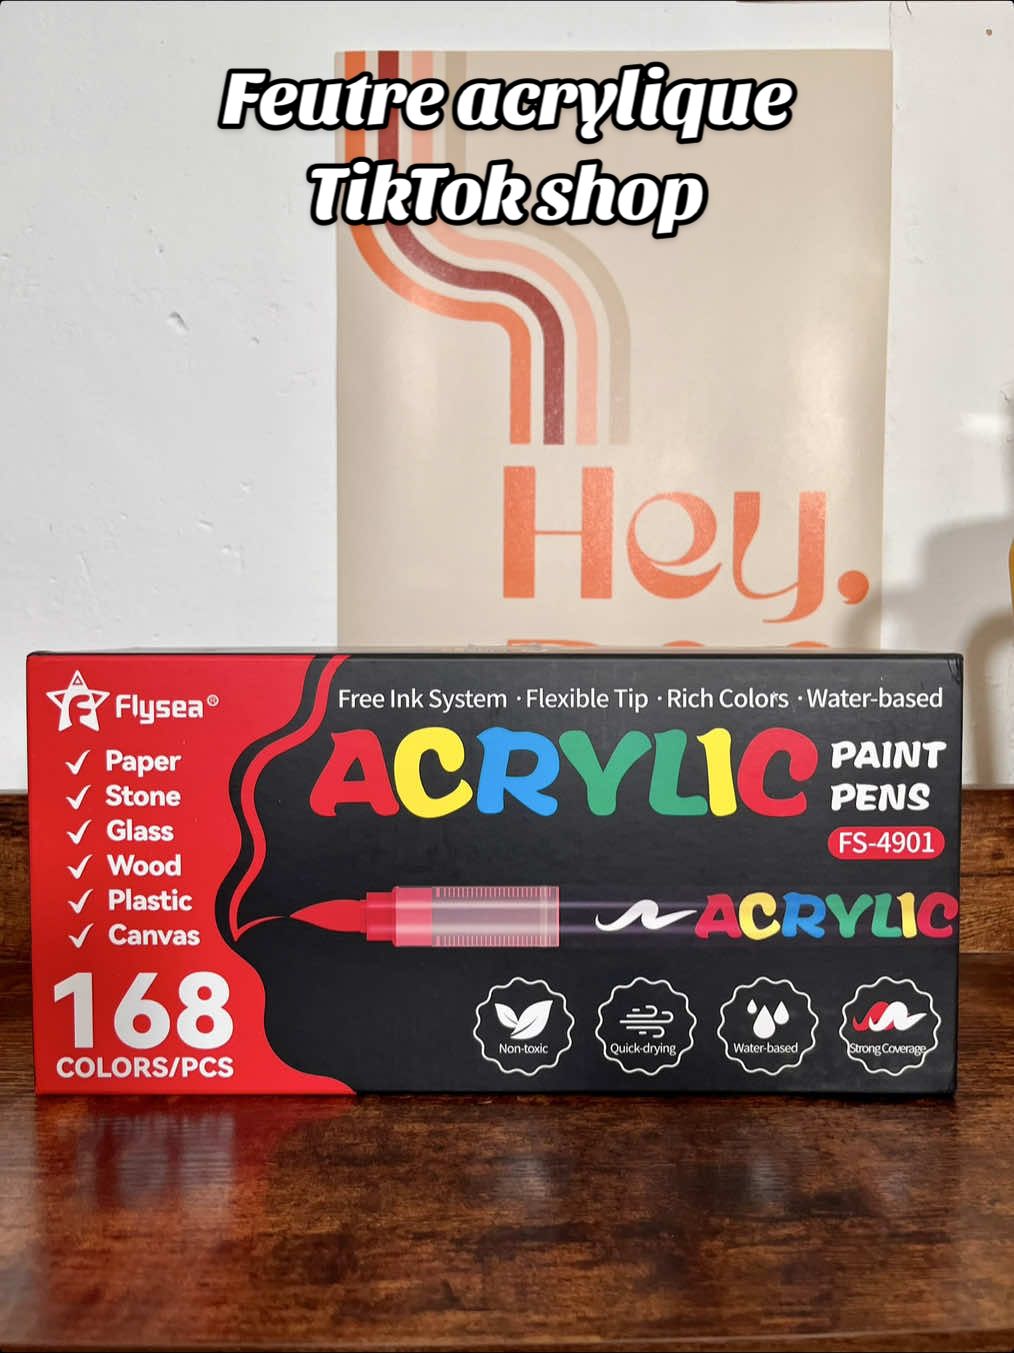 Feutre acrylique
TikTok shop
Hey,
Flysea®
Free Ink System · Flexible Tip · Rich Colors · Water-based
ACRYLIC
PAINT
PENS
FS-4901
✓ Paper
✓ Stone
✓ Glass
✓ Wood
✓ Plastic
✓ Canvas
168
COLORS/PCS
ACRYLIC
Non-toxic
Quick-drying
Water-based
Strong Coverage